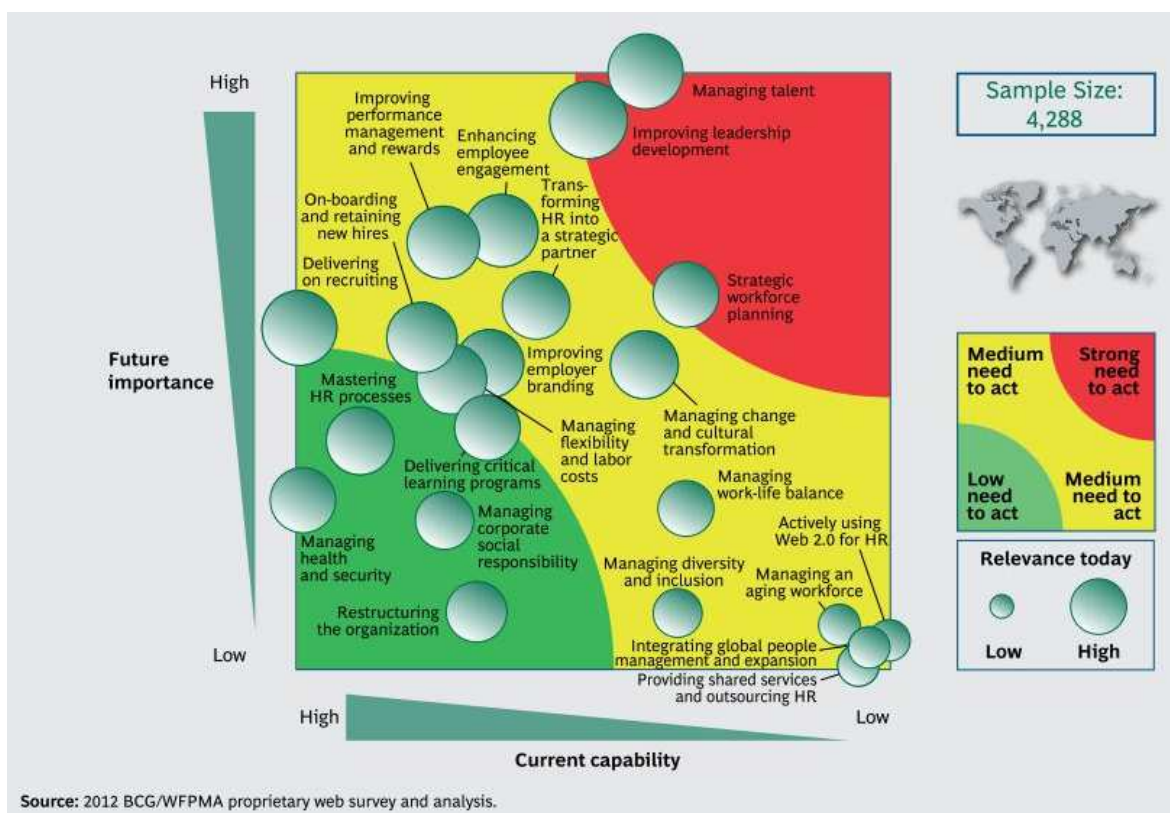 High
Future
importance
Low
Improving
performance
management
and rewards
Enhancing
employee
engagement
Trans-
forming
HR into
a strategic
partner
On-boarding
and retaining
new hires
Delivering
on recruiting
Managing talent
Improving leadership
development
Strategic
workforce
planning
Mastering
HR processes
Improving
employer
branding
Managing change
and cultural
transformation
Managing
flexibility
and labor
costs
Delivering critical
learning programs
Managing
work-life balance
Managing
health
and security
Managing
corporate
social
responsibility
Actively using
Web 2.0 for HR
Managing diversity
and inclusion
Managing an
aging workforce
Restructuring
the organization
Integrating global people
management and expansion
Providing shared services
and outsourcing HR
High
Low
Current capability
Sample Size:
4,288
Medium
need
to act
Strong
need
to act
Low
need
to act
Medium
need to
act
Relevance today
Low
High
Source: 2012 BCG/WFPMA proprietary web survey and analysis.